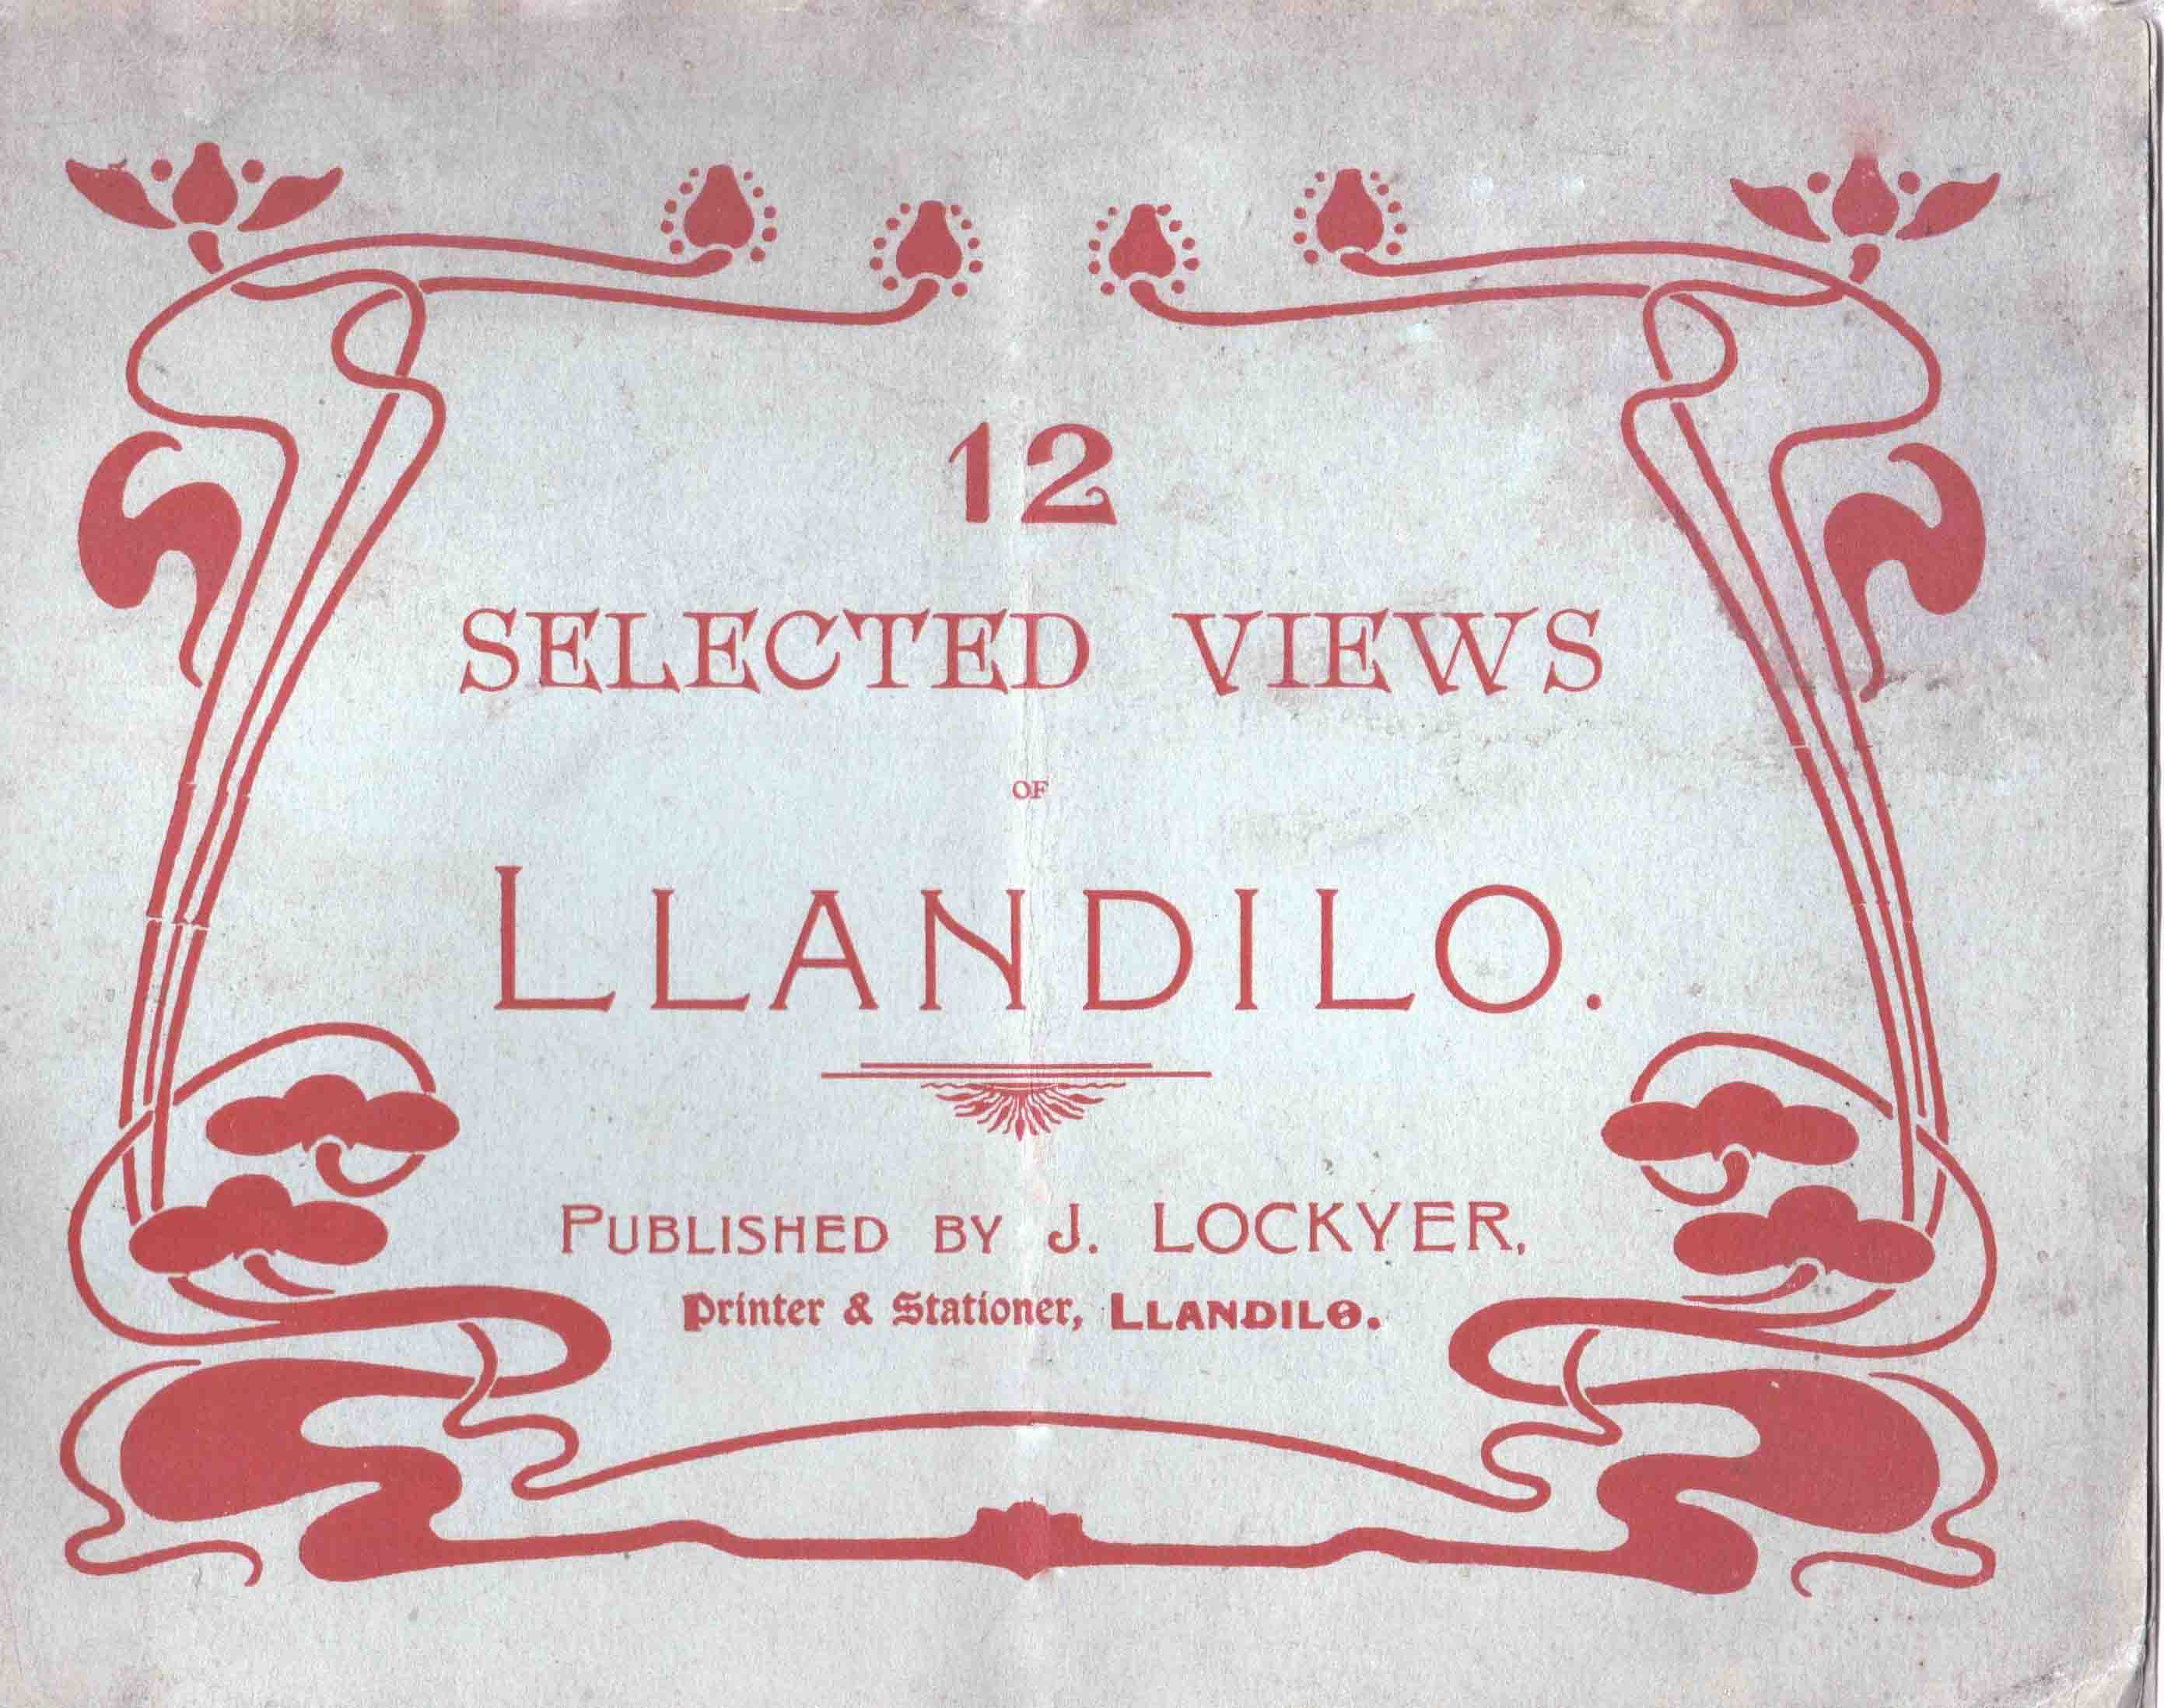 12
SELECTED VIEWS
OF
LLANDILO.
PUBLISHED BY J. LOCKYER,
Printer & Stationer, LLANDILO.